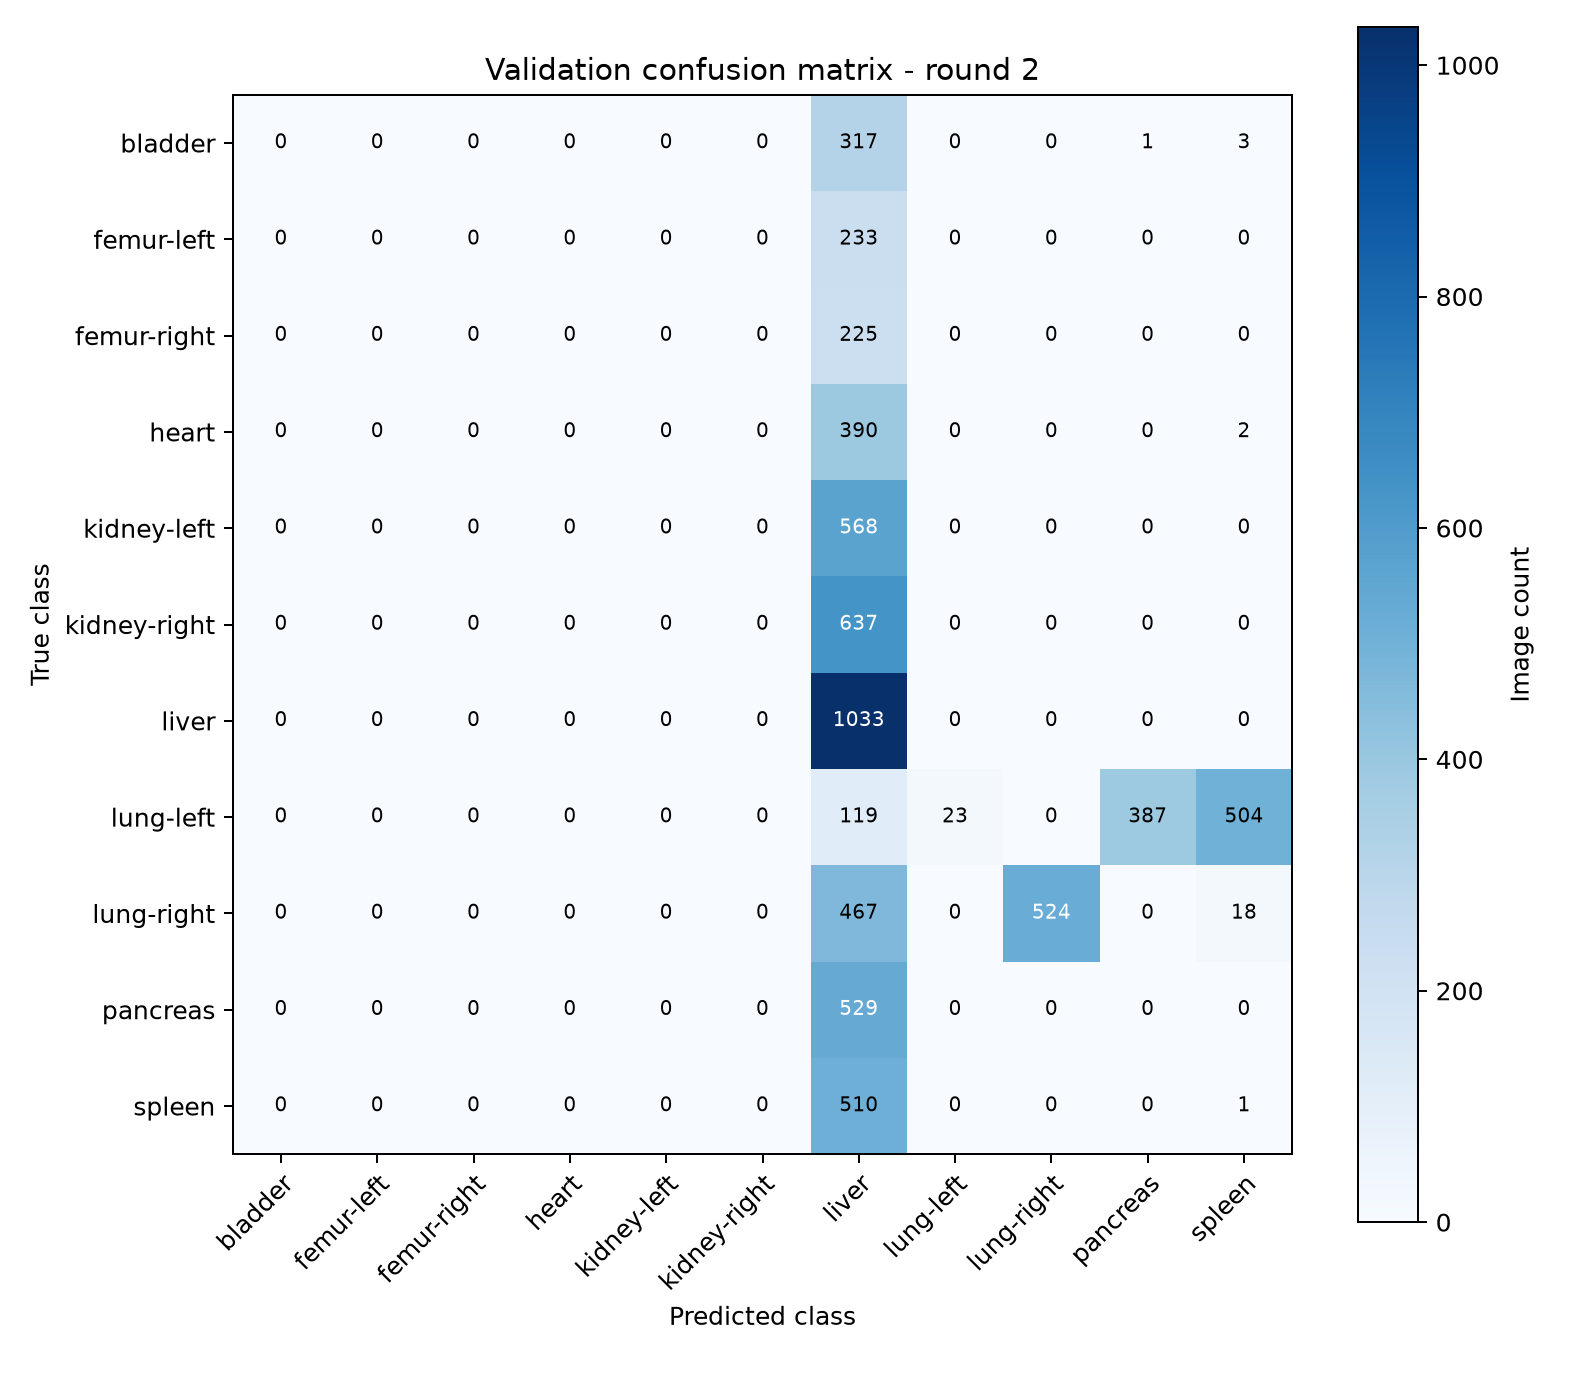 Validation confusion matrix - round 2
bladder 0 0 0 0 0 0 317 0 0 1 3
femur-left 0 0 0 0 0 0 233 0 0 0 0
femur-right 0 0 0 0 0 0 225 0 0 0 0
heart 0 0 0 0 0 0 390 0 0 0 2
kidney-left 0 0 0 0 0 0 568 0 0 0 0
kidney-right 0 0 0 0 0 0 637 0 0 0 0
liver 0 0 0 0 0 0 1033 0 0 0 0
lung-left 0 0 0 0 0 0 119 23 0 387 504
lung-right 0 0 0 0 0 0 467 0 524 0 18
pancreas 0 0 0 0 0 0 529 0 0 0 0
spleen 0 0 0 0 0 0 510 0 0 0 1
True class
bladder femur-left femur-right heart kidney-left kidney-right liver lung-left lung-right pancreas spleen
Predicted class
1000
800
600
400
200
0
Image count